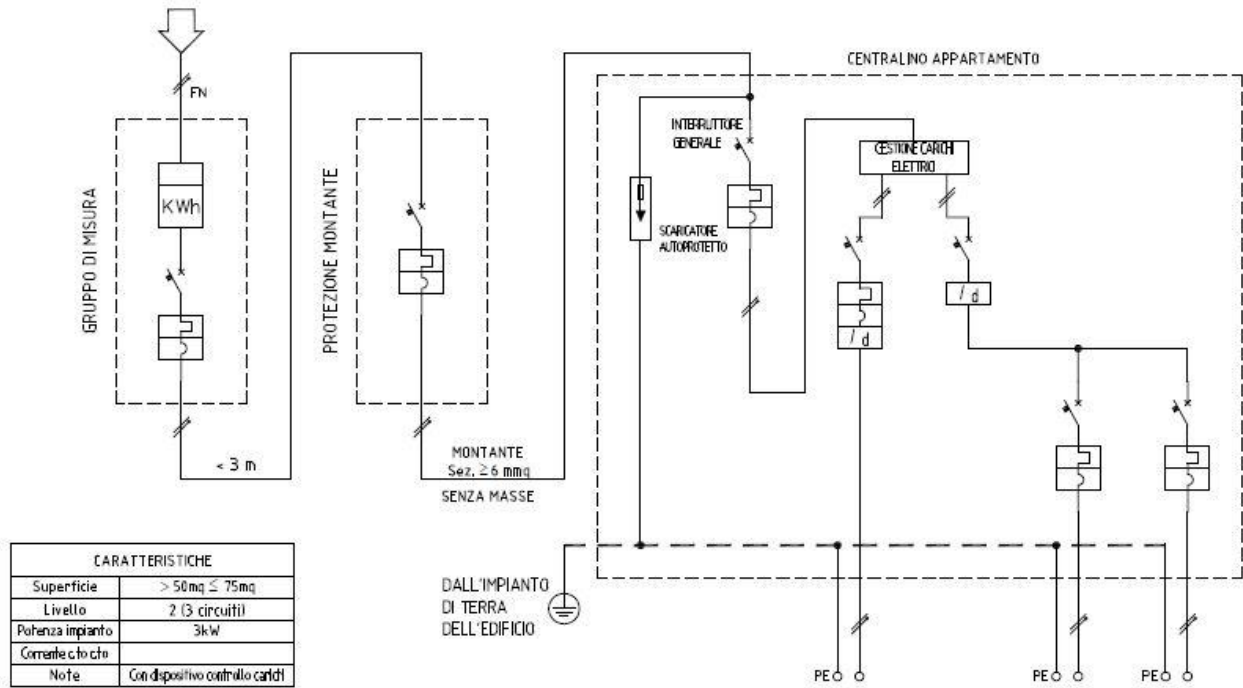 FN
GRUPPO DI MISURA
KWh
< 3 m
PROTEZIONE MONTANTE
MONTANTE
Sez. ≥6 mmq
SENZA MASSE
CENTRALINO APPARTAMENTO
INTERRUTTORE
GENERALE
SCARICATORE
AUTOPROTETTO
GESTIONE CARICHI
ELETTRICI
I d
I d
DALL'IMPIANTO
DI TERRA
DELL'EDIFICIO
PE
PE
PE
CARATTERISTICHE
Superficie > 50mq ≤ 75mq
Livello 2 (3 circuiti)
Potenza impianto 3kW
Corrente c.to c.to
Note Con dispositivo controllo carichi